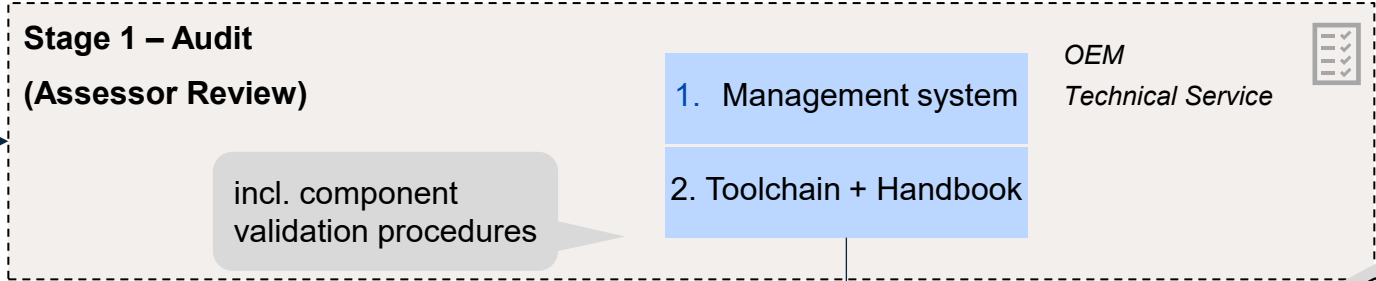 Stage 1 – Audit
(Assessor Review)
1. Management system
2. Toolchain + Handbook
OEM
Technical Service
incl. component
validation procedures